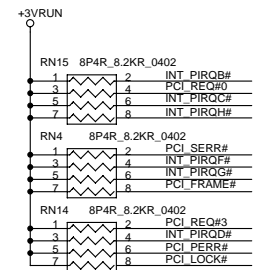 +3VRUN
RN15 8P4R_8.2KR_0402
1 2 INT_PIRQB#
3 4 PCI_REQ#0
5 6 INT_PIRQC#
7 8 INT_PIRQH#
RN4 8P4R_8.2KR_0402
1 2 PCI_SERR#
3 4 INT_PIRQF#
5 6 INT_PIRQG#
7 8 PCI_FRAME#
RN14 8P4R_8.2KR_0402
1 2 PCI_REQ#3
3 4 INT_PIRQD#
5 6 PCI_PERR#
7 8 PCI_LOCK#